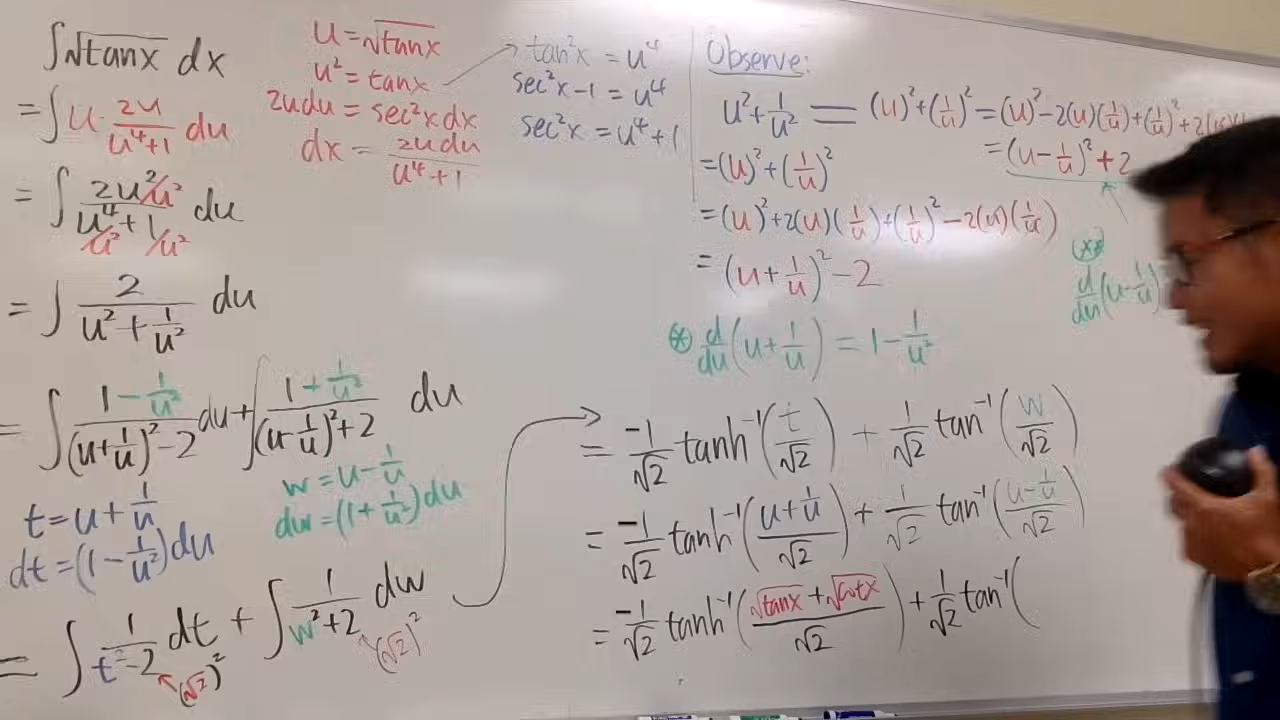 ∫√tanx dx
= ∫ u · 2u/(u⁴+1) du
= ∫ (2u²/u²)/(u⁴/u² + 1/u²) du
= ∫ 2/(u² + 1/u²) du
= ∫ (1 - 1/u²)/((u + 1/u)² - 2) du + ∫ (1 + 1/u²)/((u - 1/u)² + 2) du
t = u + 1/u
dt = (1 - 1/u²) du
w = u - 1/u
dw = (1 + 1/u²) du
= ∫ 1/(t² - 2) dt + ∫ 1/(w² + 2) dw
(√2)²
(√2)²
u = √tanx
u² = tanx
2u du = sec²x dx
dx = 2u du/(u⁴+1)
tan²x = u⁴
sec²x - 1 = u⁴
sec²x = u⁴ + 1
Observe:
u² + 1/u² = (u)² + (1/u)² = (u)² - 2(u)(1/u) + (1/u)² + 2(u)(
= (u - 1/u)² + 2
= (u)² + (1/u)²
= (u)² + 2(u)(1/u) + (1/u)² - 2(u)(1/u)
= (u + 1/u)² - 2
(**)
d/du (u - 1/u)
(*) d/du (u + 1/u) = 1 - 1/u²
= -1/√2 tanh⁻¹(t/√2) + 1/√2 tan⁻¹(w/√2)
= -1/√2 tanh⁻¹((u + 1/u)/√2) + 1/√2 tan⁻¹((u - 1/u)/√2)
= -1/√2 tanh⁻¹((√tanx + √cotx)/√2) + 1/√2 tan⁻¹(